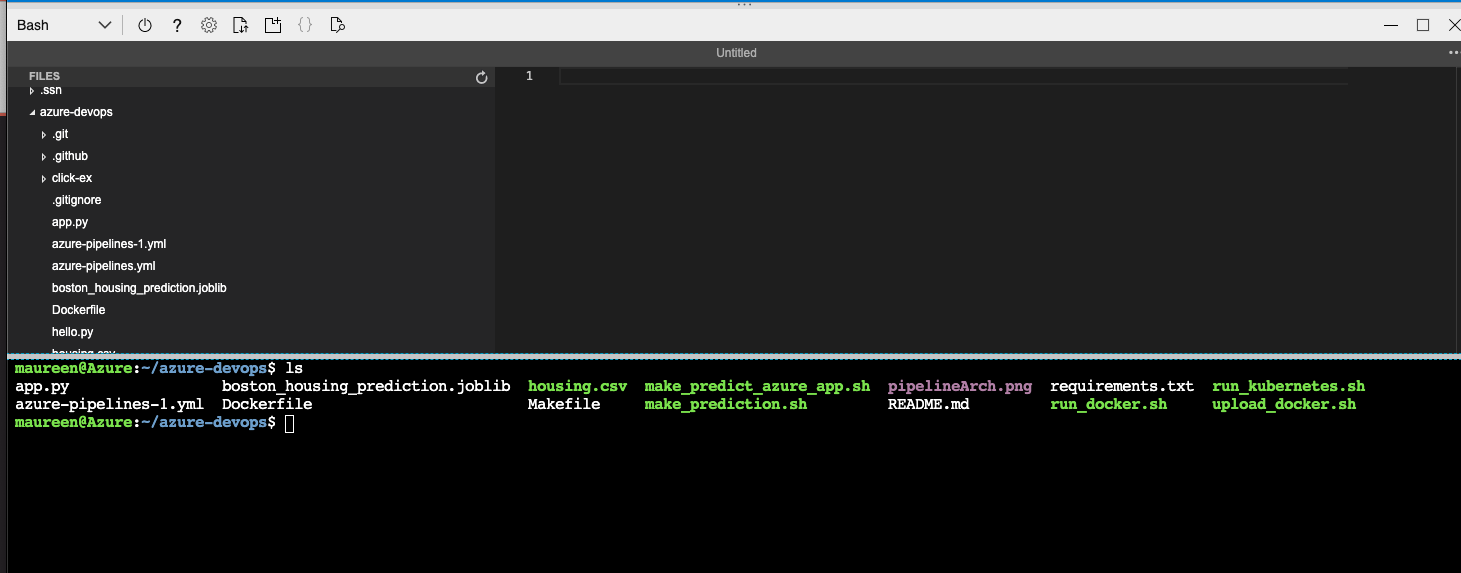 Bash
?
Untitled
FILES
.ssh
1
azure-devops
.git
.github
click-ex
.gitignore
app.py
azure-pipelines-1.yml
azure-pipelines.yml
boston_housing_prediction.joblib
Dockerfile
hello.py
housing.csv
maureen@Azure:~/azure-devops$ ls
app.py boston_housing_prediction.joblib housing.csv make_predict_azure_app.sh pipelineArch.png requirements.txt run_kubernetes.sh
azure-pipelines-1.yml Dockerfile Makefile make_prediction.sh README.md run_docker.sh upload_docker.sh
maureen@Azure:~/azure-devops$